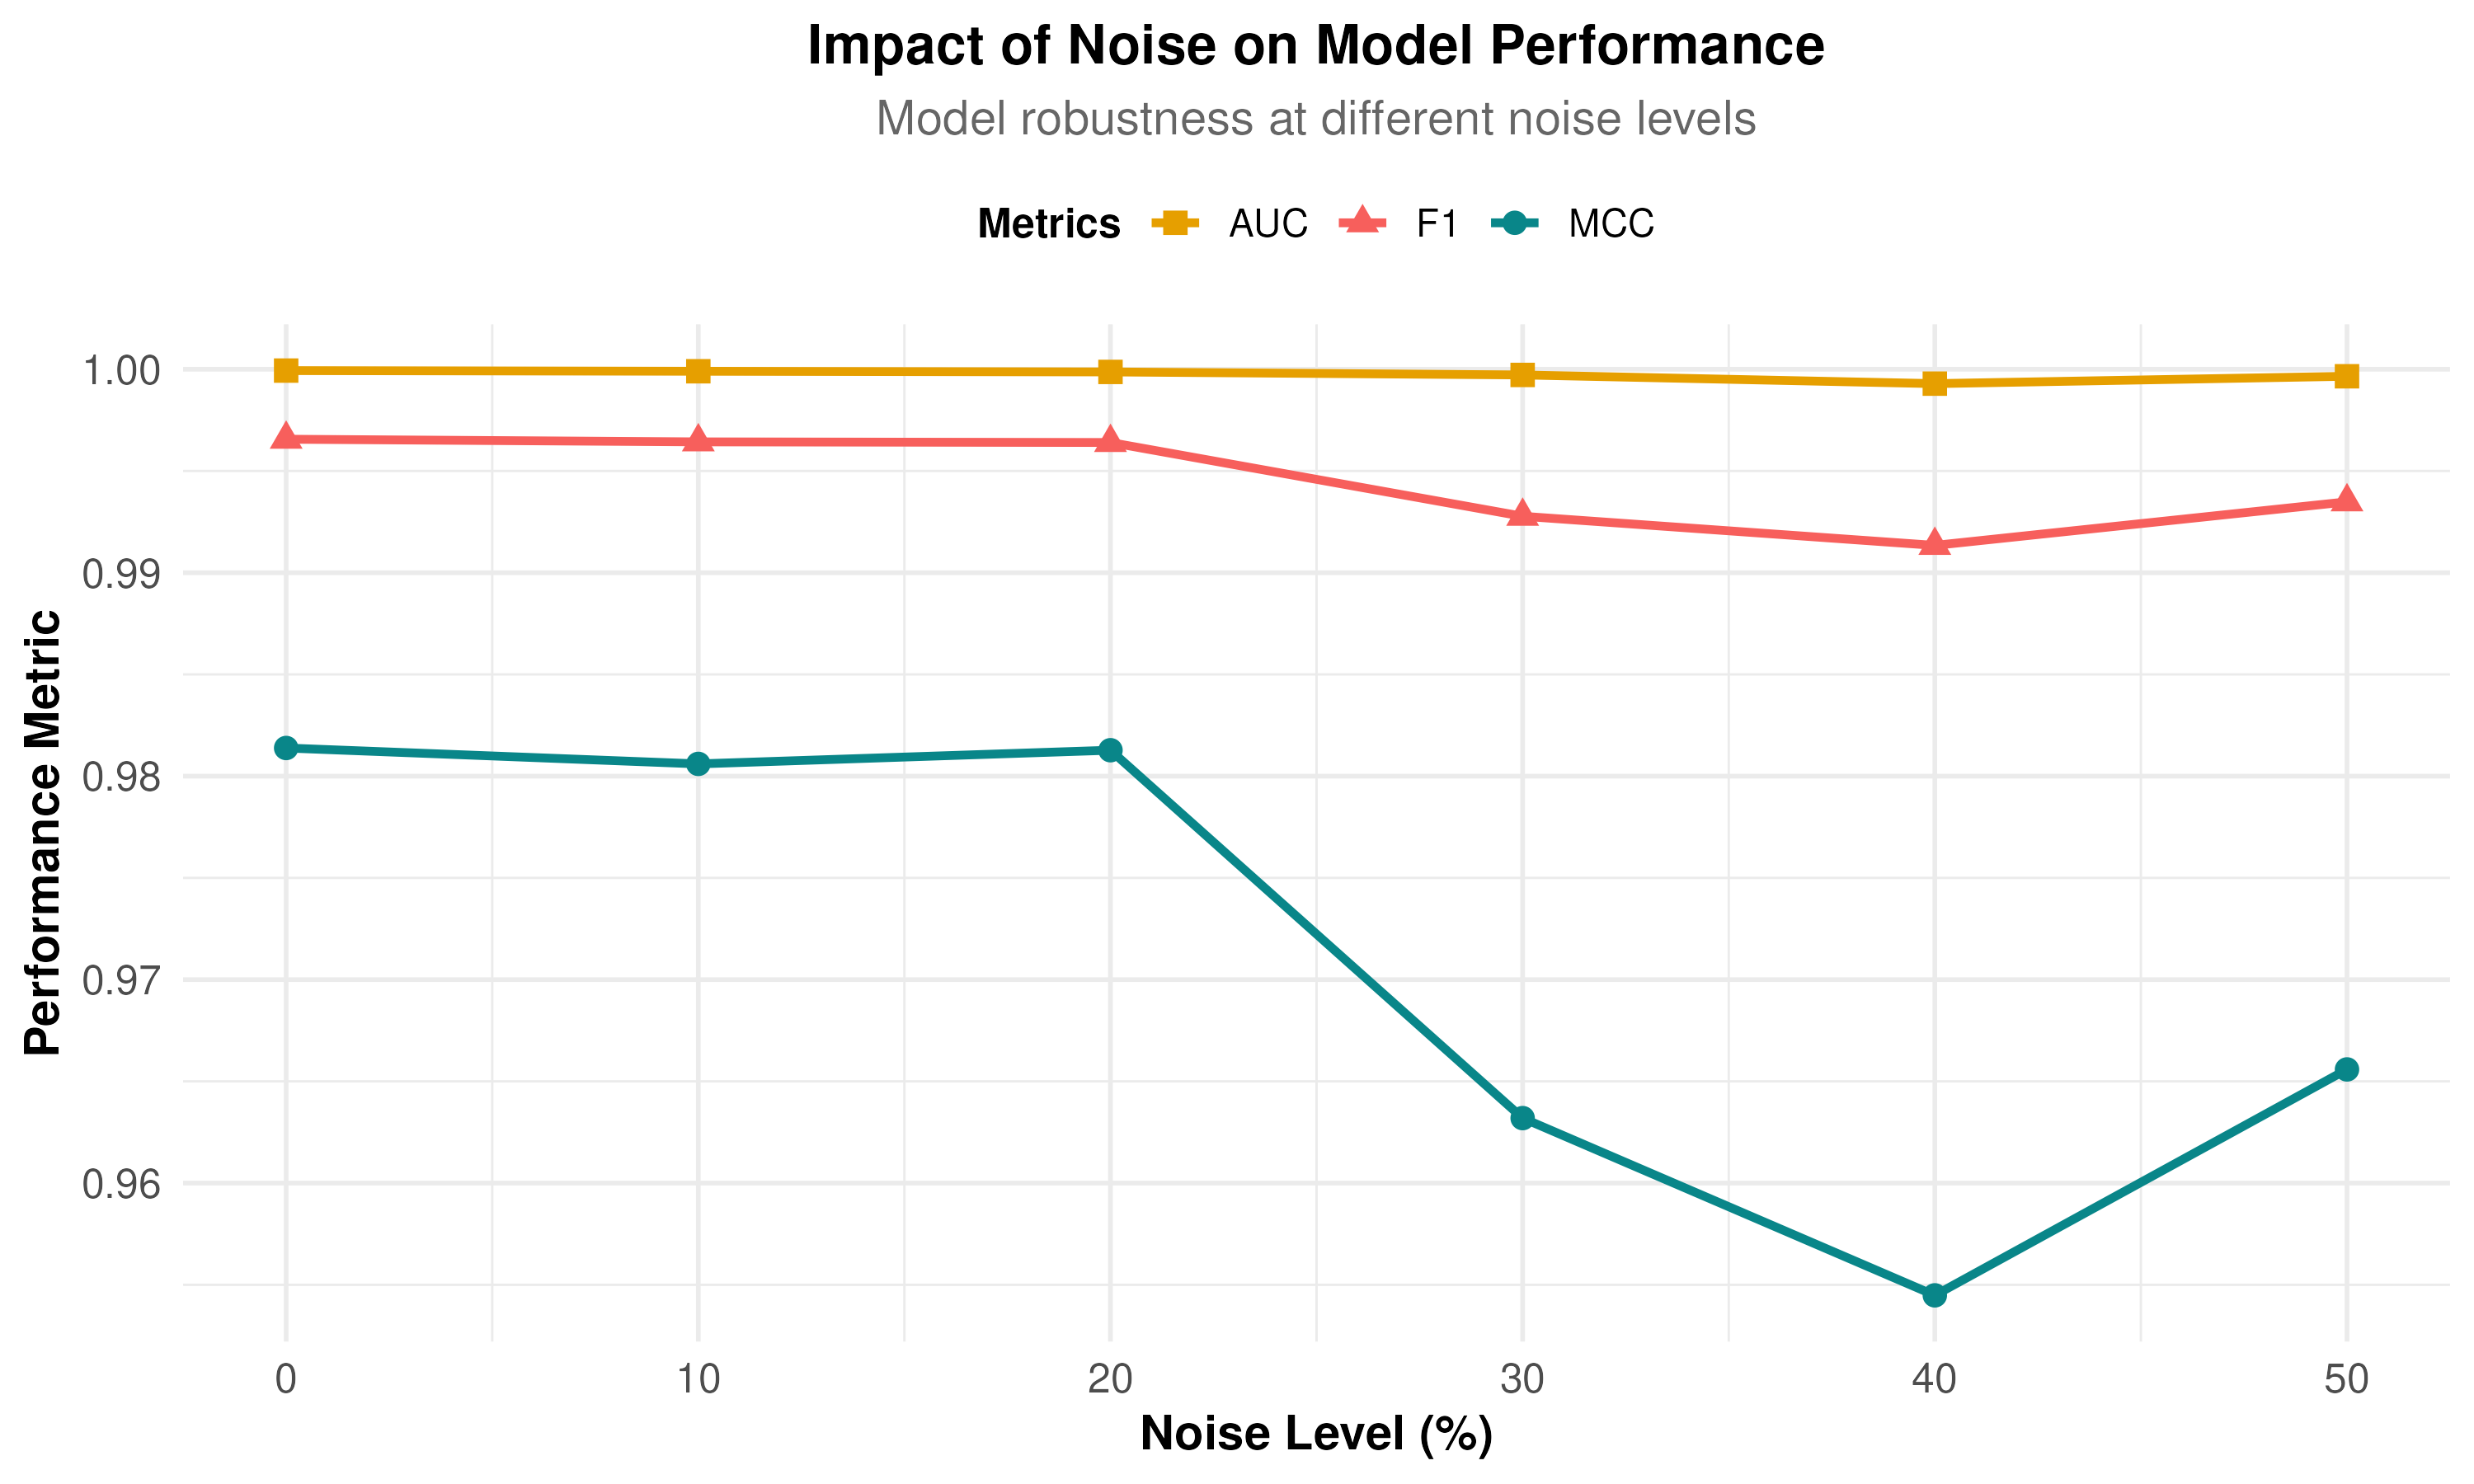 Impact of Noise on Model Performance
Model robustness at different noise levels
Metrics AUC F1 MCC
Performance Metric
1.00
0.99
0.98
0.97
0.96
0 10 20 30 40 50
Noise Level (%)